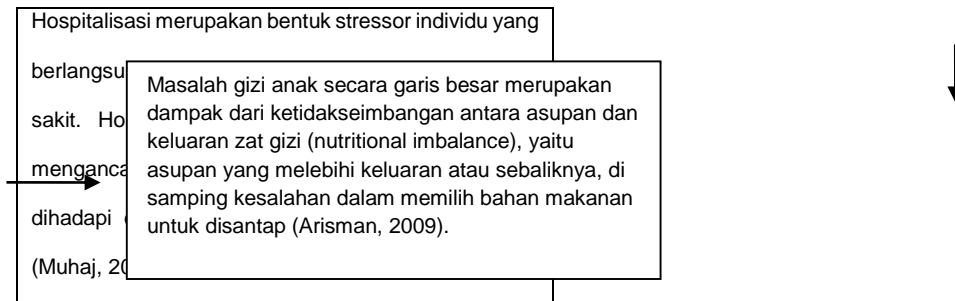 Hospitalisasi merupakan bentuk stressor individu yang
berlangsu
sakit. Ho
menganca
dihadapi
(Muhaj, 20
Masalah gizi anak secara garis besar merupakan
dampak dari ketidakseimbangan antara asupan dan
keluaran zat gizi (nutritional imbalance), yaitu
asupan yang melebihi keluaran atau sebaliknya, di
samping kesalahan dalam memilih bahan makanan
untuk disantap (Arisman, 2009).